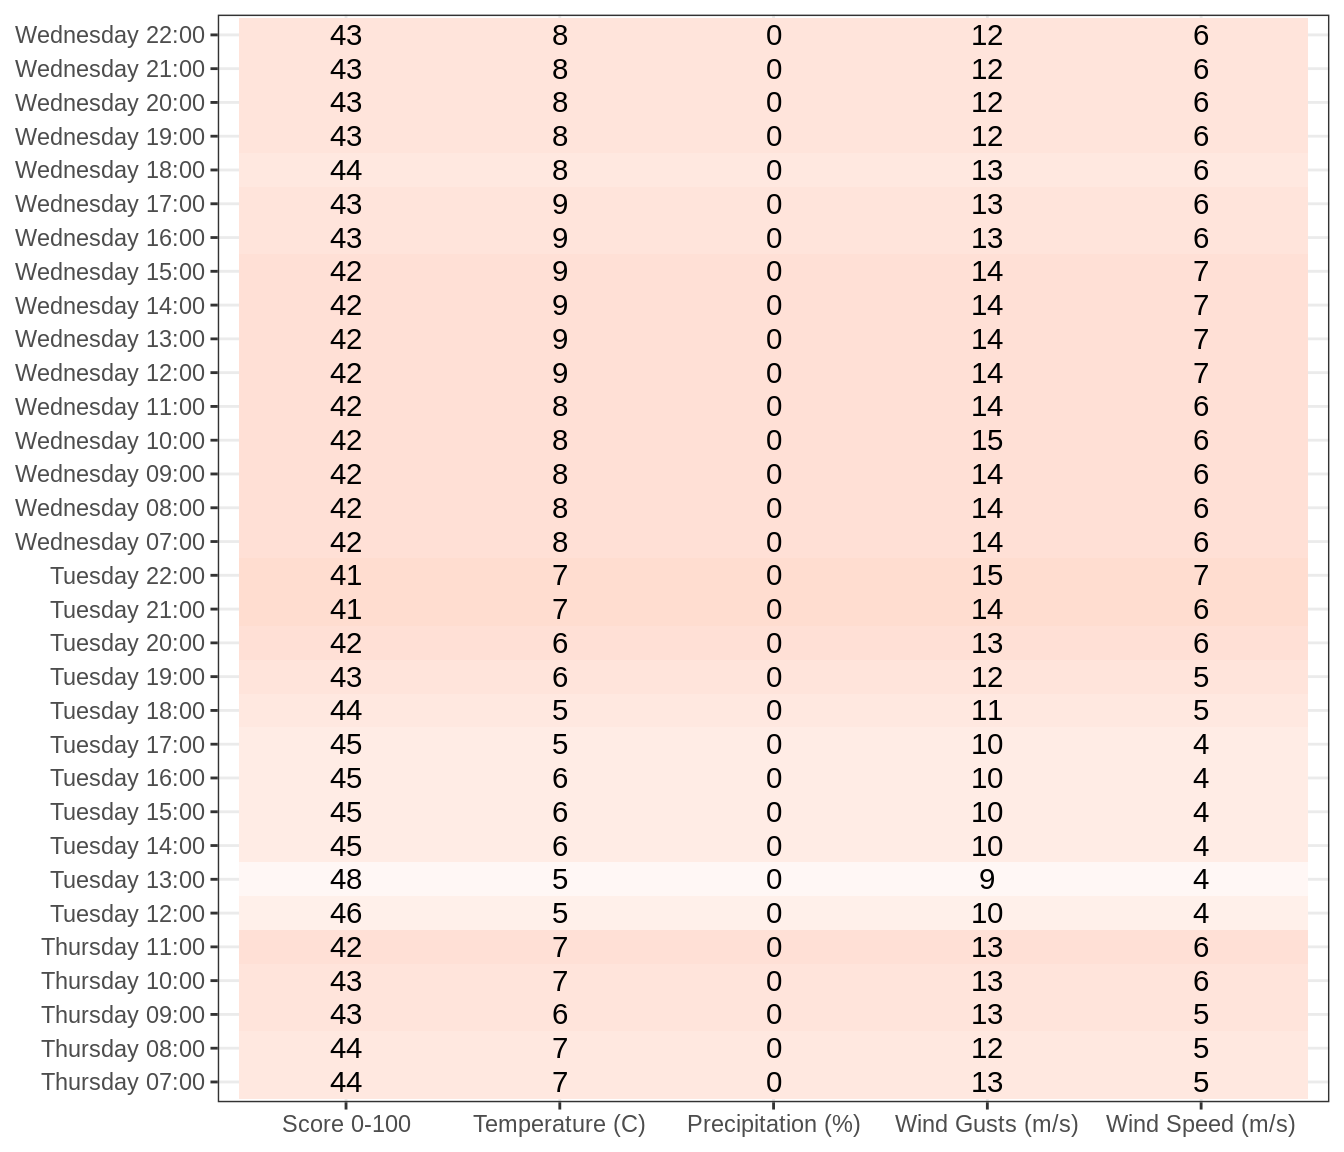 Wednesday 22:00 43 8 0 12 6
Wednesday 21:00 43 8 0 12 6
Wednesday 20:00 43 8 0 12 6
Wednesday 19:00 43 8 0 12 6
Wednesday 18:00 44 8 0 13 6
Wednesday 17:00 43 9 0 13 6
Wednesday 16:00 43 9 0 13 6
Wednesday 15:00 42 9 0 14 7
Wednesday 14:00 42 9 0 14 7
Wednesday 13:00 42 9 0 14 7
Wednesday 12:00 42 9 0 14 7
Wednesday 11:00 42 8 0 14 6
Wednesday 10:00 42 8 0 15 6
Wednesday 09:00 42 8 0 14 6
Wednesday 08:00 42 8 0 14 6
Wednesday 07:00 42 8 0 14 6
Tuesday 22:00 41 7 0 15 7
Tuesday 21:00 41 7 0 14 6
Tuesday 20:00 42 6 0 13 6
Tuesday 19:00 43 6 0 12 5
Tuesday 18:00 44 5 0 11 5
Tuesday 17:00 45 5 0 10 4
Tuesday 16:00 45 6 0 10 4
Tuesday 15:00 45 6 0 10 4
Tuesday 14:00 45 6 0 10 4
Tuesday 13:00 48 5 0 9 4
Tuesday 12:00 46 5 0 10 4
Thursday 11:00 42 7 0 13 6
Thursday 10:00 43 7 0 13 6
Thursday 09:00 43 6 0 13 5
Thursday 08:00 44 7 0 12 5
Thursday 07:00 44 7 0 13 5
Score 0-100 Temperature (C) Precipitation (%) Wind Gusts (m/s) Wind Speed (m/s)